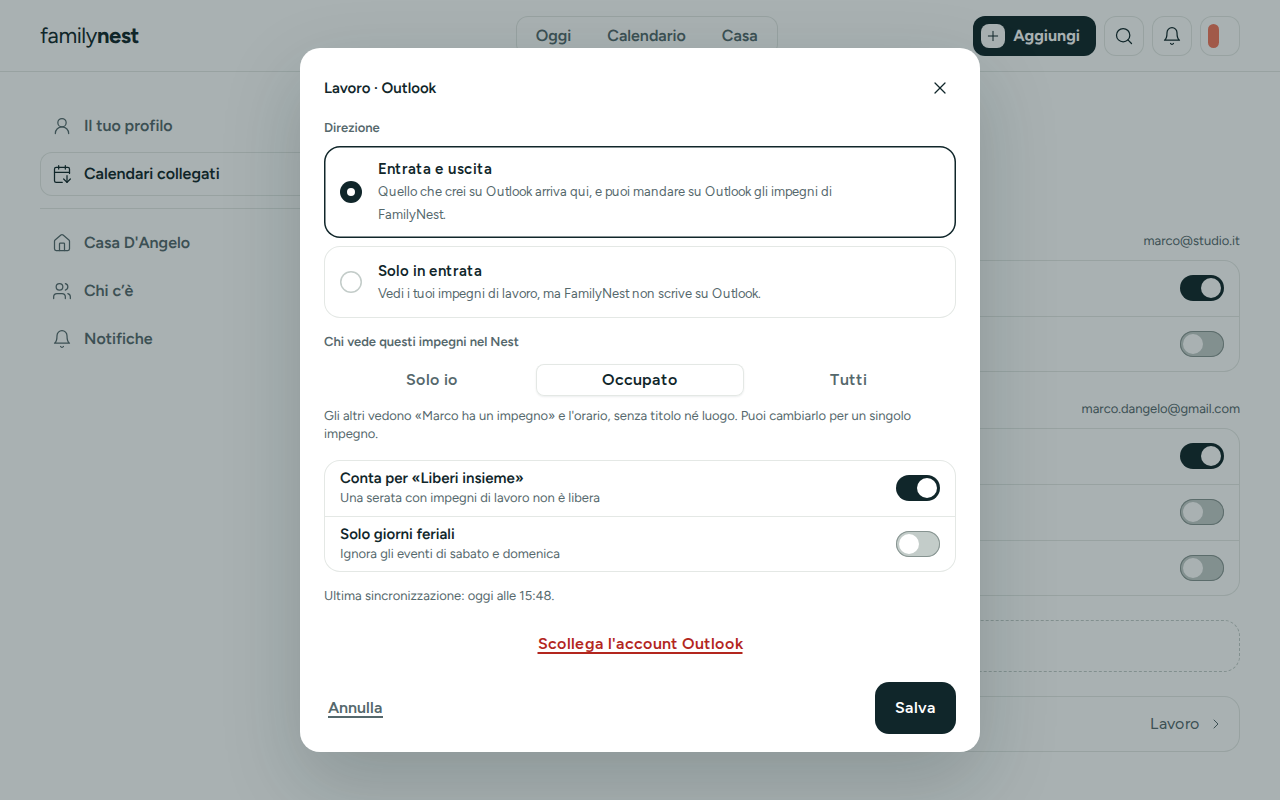 familynest
Oggi
Calendario
Casa
Aggiungi
Il tuo profilo
Calendari collegati
Casa D'Angelo
Chi c'è
Notifiche
marco@studio.it
marco.dangelo@gmail.com
Lavoro
Lavoro · Outlook
Direzione
Entrata e uscita
Quello che crei su Outlook arriva qui, e puoi mandare su Outlook gli impegni di
FamilyNest.
Solo in entrata
Vedi i tuoi impegni di lavoro, ma FamilyNest non scrive su Outlook.
Chi vede questi impegni nel Nest
Solo io
Occupato
Tutti
Gli altri vedono «Marco ha un impegno» e l'orario, senza titolo né luogo. Puoi cambiarlo per un singolo
impegno.
Conta per «Liberi insieme»
Una serata con impegni di lavoro non è libera
Solo giorni feriali
Ignora gli eventi di sabato e domenica
Ultima sincronizzazione: oggi alle 15:48.
Scollega l'account Outlook
Annulla
Salva